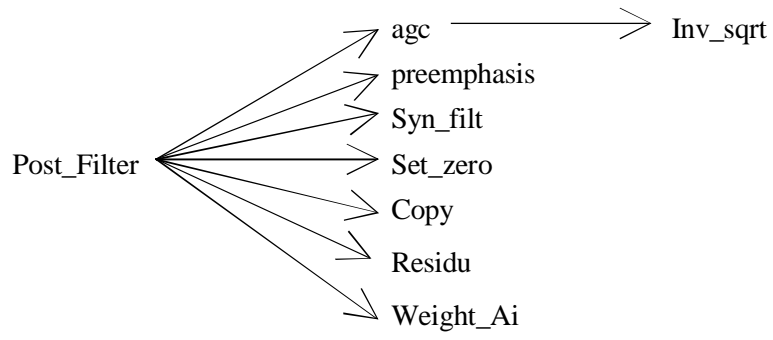 agc Inv_sqrt
preemphasis
Syn_filt
Post_Filter Set_zero
Copy
Residu
Weight_Ai